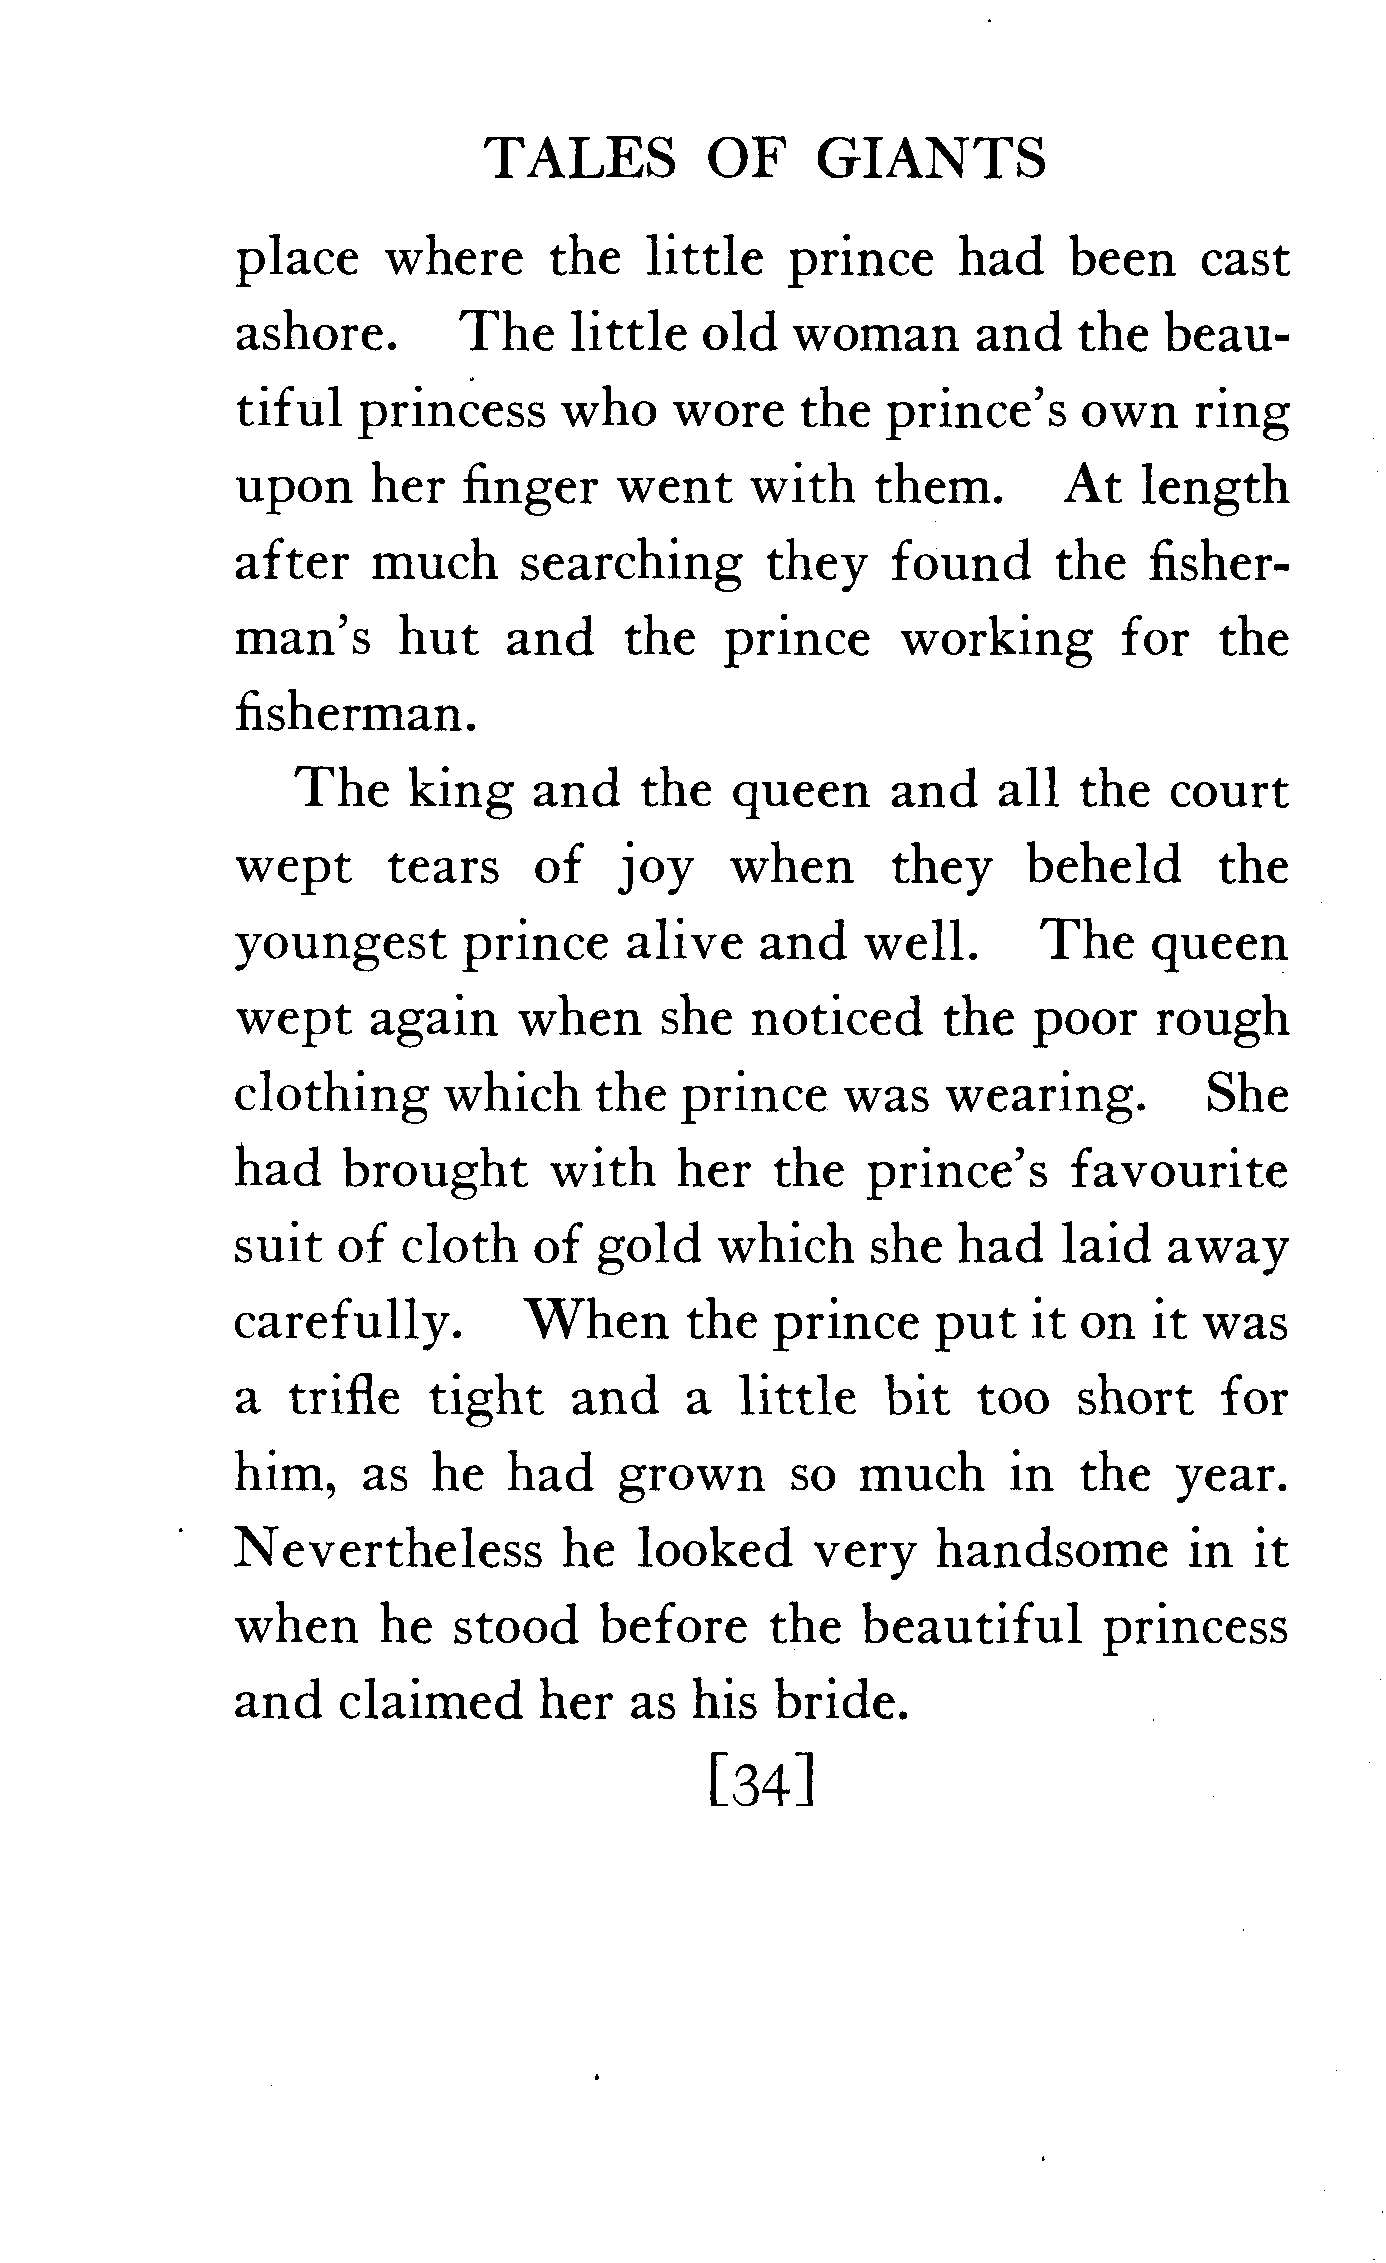 TALES OF GIANTS
place where the little prince had been cast
ashore. The little old woman and the beau-
tiful princess who wore the prince's own ring
upon her finger went with them. At length
after much searching they found the fisher-
man's hut and the prince working for the
fisherman.
The king and the queen and all the court
wept tears of joy when they beheld the
youngest prince alive and well. The queen
wept again when she noticed the poor rough
clothing which the prince was wearing. She
had brought with her the prince's favourite
suit of cloth of gold which she had laid away
carefully. When the prince put it on it was
a trifle tight and a little bit too short for
him, as he had grown so much in the year.
Nevertheless he looked very handsome in it
when he stood before the beautiful princess
and claimed her as his bride.
[34]